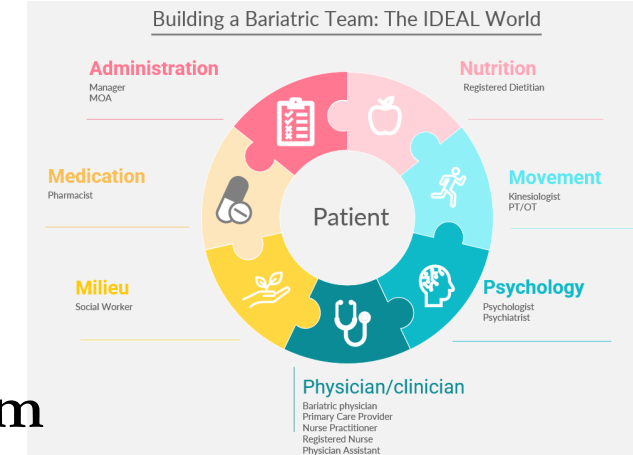 Building a Bariatric Team: The IDEAL World
Administration
Manager
MOA
Nutrition
Registered Dietitian
Medication
Pharmacist
Movement
Kinesiologist
PT/OT
Patient
Milieu
Social Worker
Psychology
Psychologist
Psychiatrist
Physician/clinician
Bariatric physician
Primary Care Provider
Nurse Practitioner
Registered Nurse
Physician Assistant